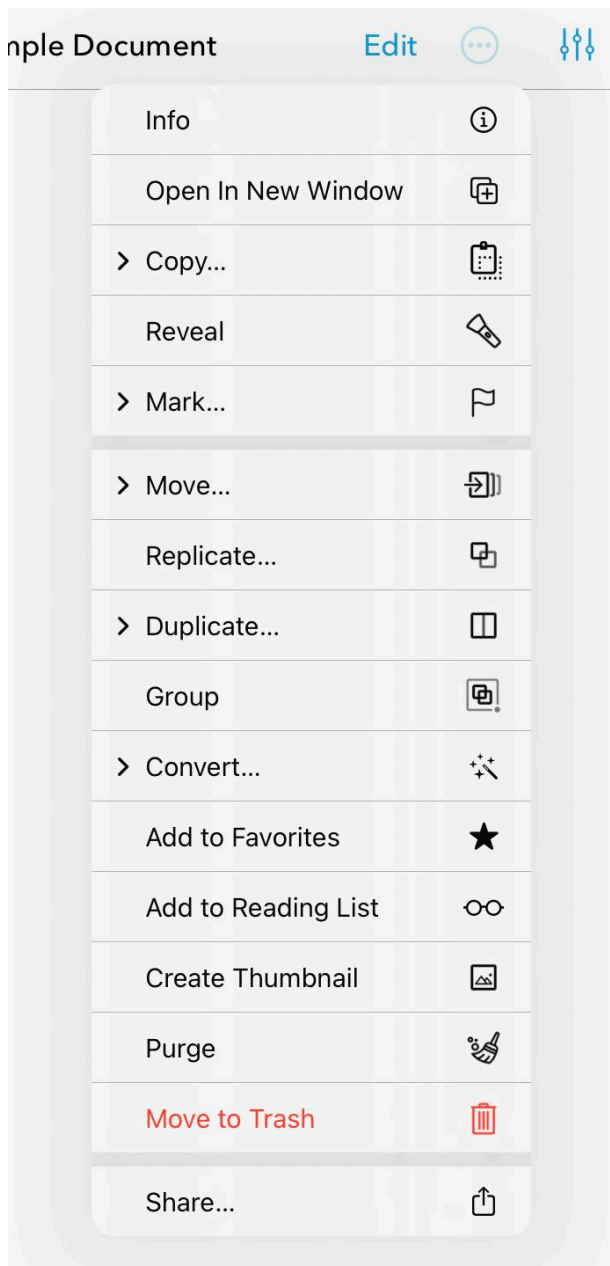 mple Document
Edit
Info
Open In New Window
Copy...
Reveal
Mark...
Move...
Replicate...
Duplicate...
Group
Convert...
Add to Favorites
Add to Reading List
Create Thumbnail
Purge
Move to Trash
Share...